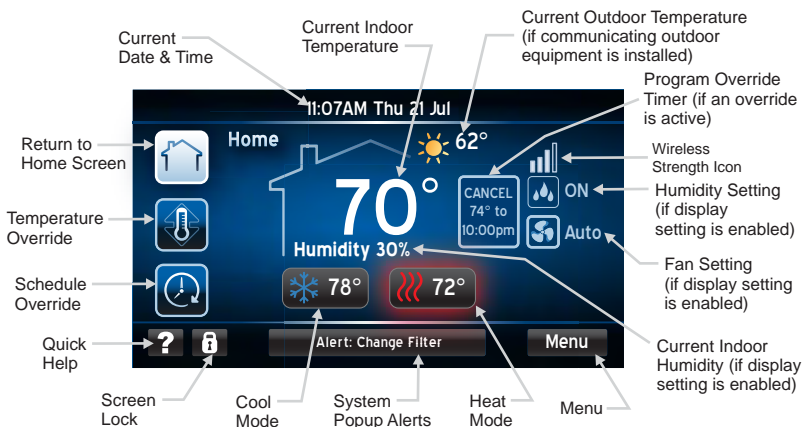 Current Outdoor Temperature
(if communicating outdoor
equipment is installed)
Current Indoor
Temperature
Current
Date & Time
Program Override
Timer (if an override
is active)
11:07AM Thu 21 Jul
Return to
Home Screen
Home
62°
Wireless
Strength Icon
70°
CANCEL
74° to
10:00pm
ON
Humidity Setting
(if display
setting is enabled)
Temperature
Override
Auto
Humidity 30%
Fan Setting
(if display setting
is enabled)
Schedule
Override
78°
72°
Quick
Help
?
Alert: Change Filter
Menu
Current Indoor
Humidity (if display
setting is enabled)
Screen
Lock
Cool
Mode
System
Popup Alerts
Heat
Mode
Menu